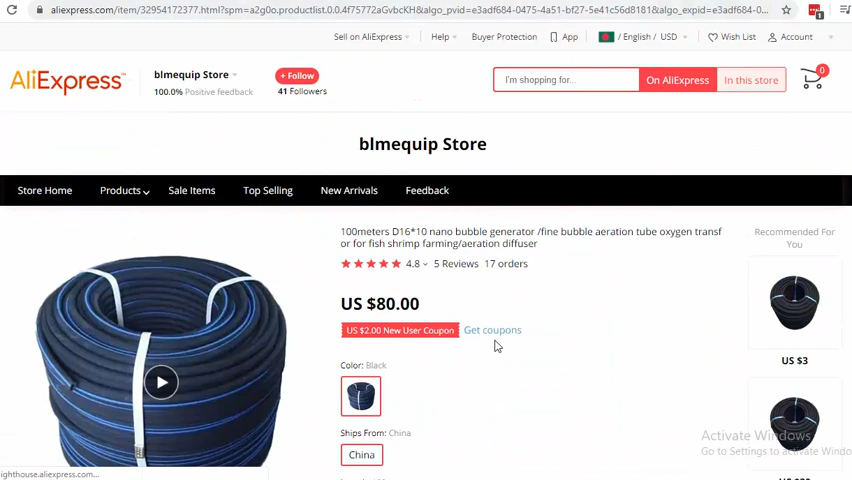 aliexpress.com/item/32954172377.html?spm=a2g0o.productlist.0.0.4f75772aGvbcKH&algo_pvid=e3adf684-0475-4a51-bf27-5e41c56d8181&algo_expid=e3adf684-0...
1
Sell on AliExpress
Help
Buyer Protection
App
/ English / USD
Wish List
Account
AliExpress™
blmequip Store
100.0% Positive feedback
+ Follow
41 Followers
I'm shopping for...
On AliExpress
In this store
0
blmequip Store
Store Home
Products
Sale Items
Top Selling
New Arrivals
Feedback
100meters D16*10 nano bubble generator /fine bubble aeration tube oxygen transf
or for fish shrimp farming/aeration diffuser
4.8
5 Reviews
17 orders
US $80.00
US $2.00 New User Coupon
Get coupons
Color: Black
Ships From: China
China
Recommended For
You
US $3
Activate Windows
Go to Settings to activate Windows
ighthouse.aliexpress.com...